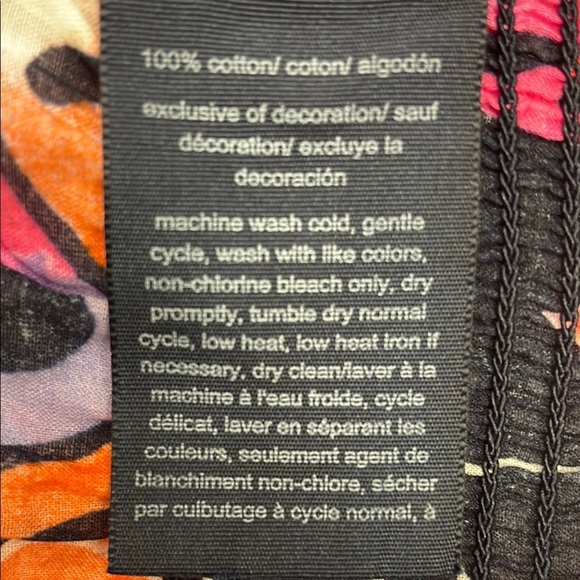 100% cotton/ coton/ algodón
exclusive of decoration/ sauf
décoration/ excluye la
decoración
machine wash cold, gentle
cycle, wash with like colors,
non-chlorine bleach only, dry
promptly, tumble dry normal
cycle, low heat, low heat iron if
necessary, dry clean/laver à la
machine à l'eau froide, cycle
délicat, laver en séparant les
couleurs, seulement agent de
blanchiment non-chlore, sécher
par culbutage à cycle normal, à